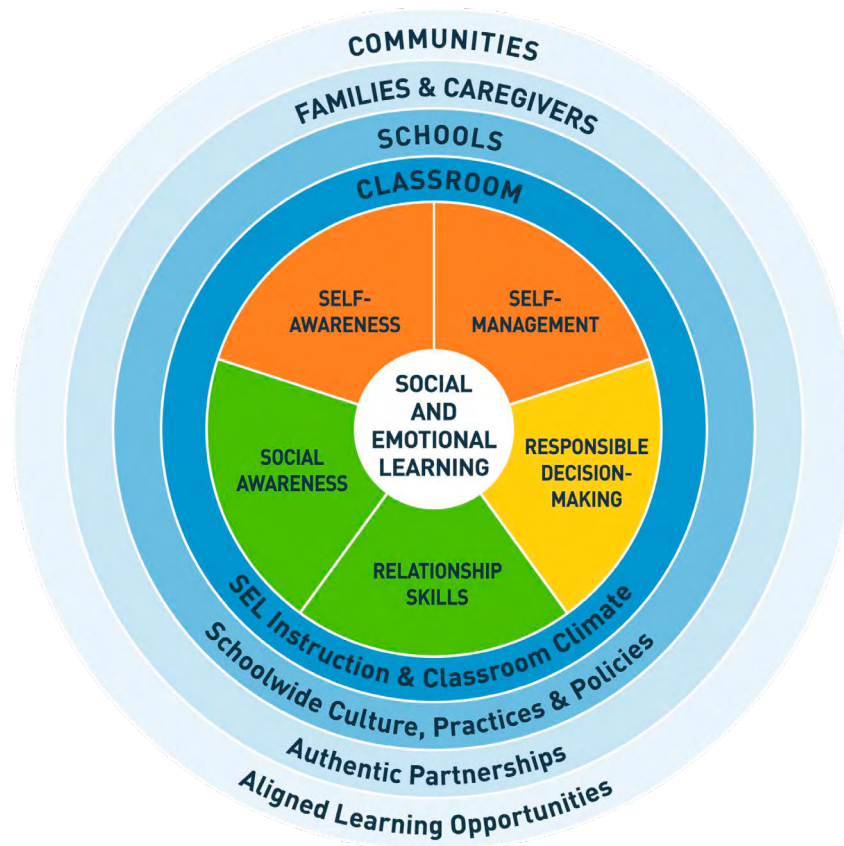 COMMUNITIES
FAMILIES & CAREGIVERS
SCHOOLS
CLASSROOM
SELF-
AWARENESS
SELF-
MANAGEMENT
SOCIAL
AND
EMOTIONAL
LEARNING
SOCIAL
AWARENESS
RESPONSIBLE
DECISION-
MAKING
RELATIONSHIP
SKILLS
SEL Instruction & Classroom Climate
Schoolwide Culture, Practices & Policies
Authentic Partnerships
Aligned Learning Opportunities